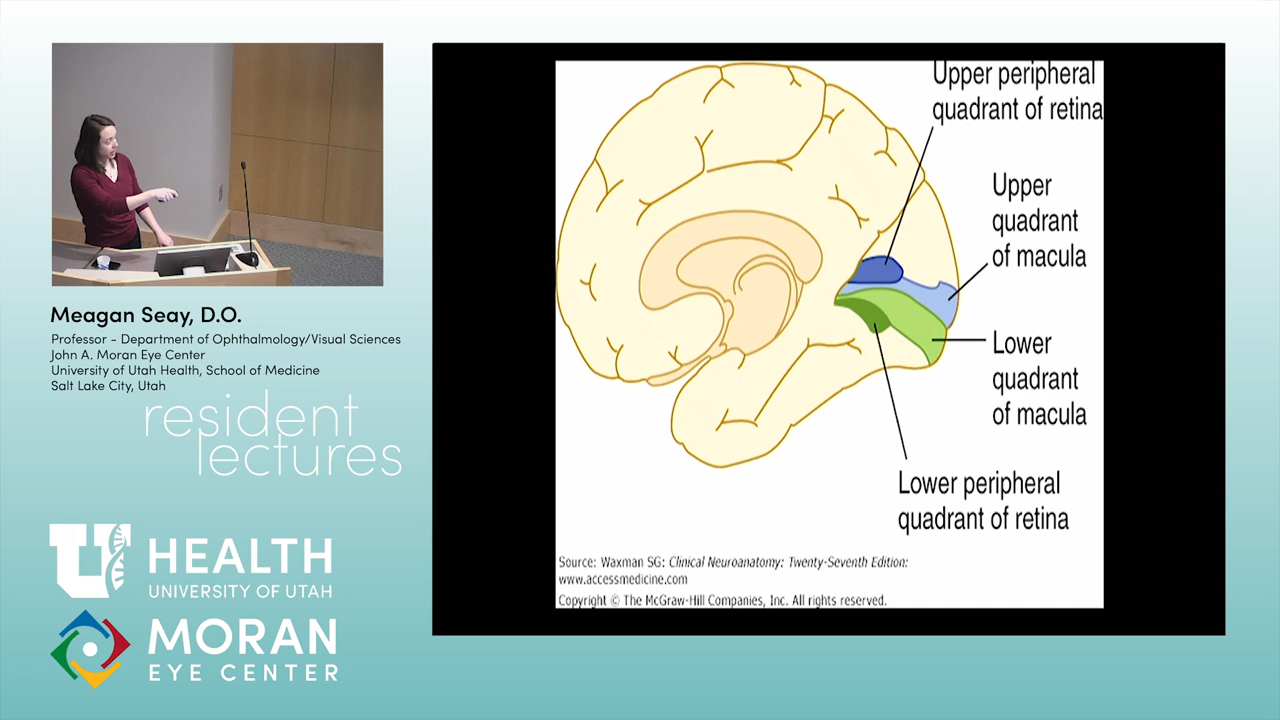 Meagan Seay, D.O.
Professor - Department of Ophthalmology/Visual Sciences
John A. Moran Eye Center
University of Utah Health, School of Medicine
Salt Lake City, Utah
resident
lectures
U HEALTH
UNIVERSITY OF UTAH
MORAN
EYE CENTER
Upper peripheral
quadrant of retina
Upper
quadrant
of macula
Lower
quadrant
of macula
Lower peripheral
quadrant of retina
Source: Waxman SG: Clinical Neuroanatomy: Twenty-Seventh Edition:
www.accessmedicine.com
Copyright © The McGraw-Hill Companies, Inc. All rights reserved.